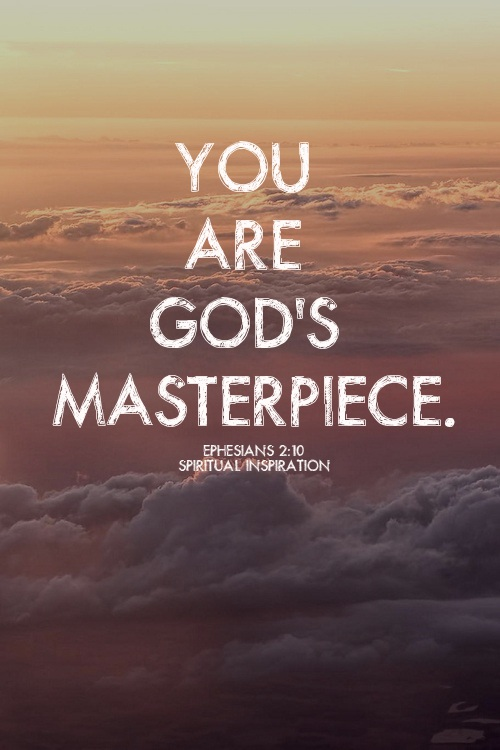 YOU
ARE
GOD'S
MASTERPIECE.
EPHESIANS 2:10
SPIRITUAL INSPIRATION